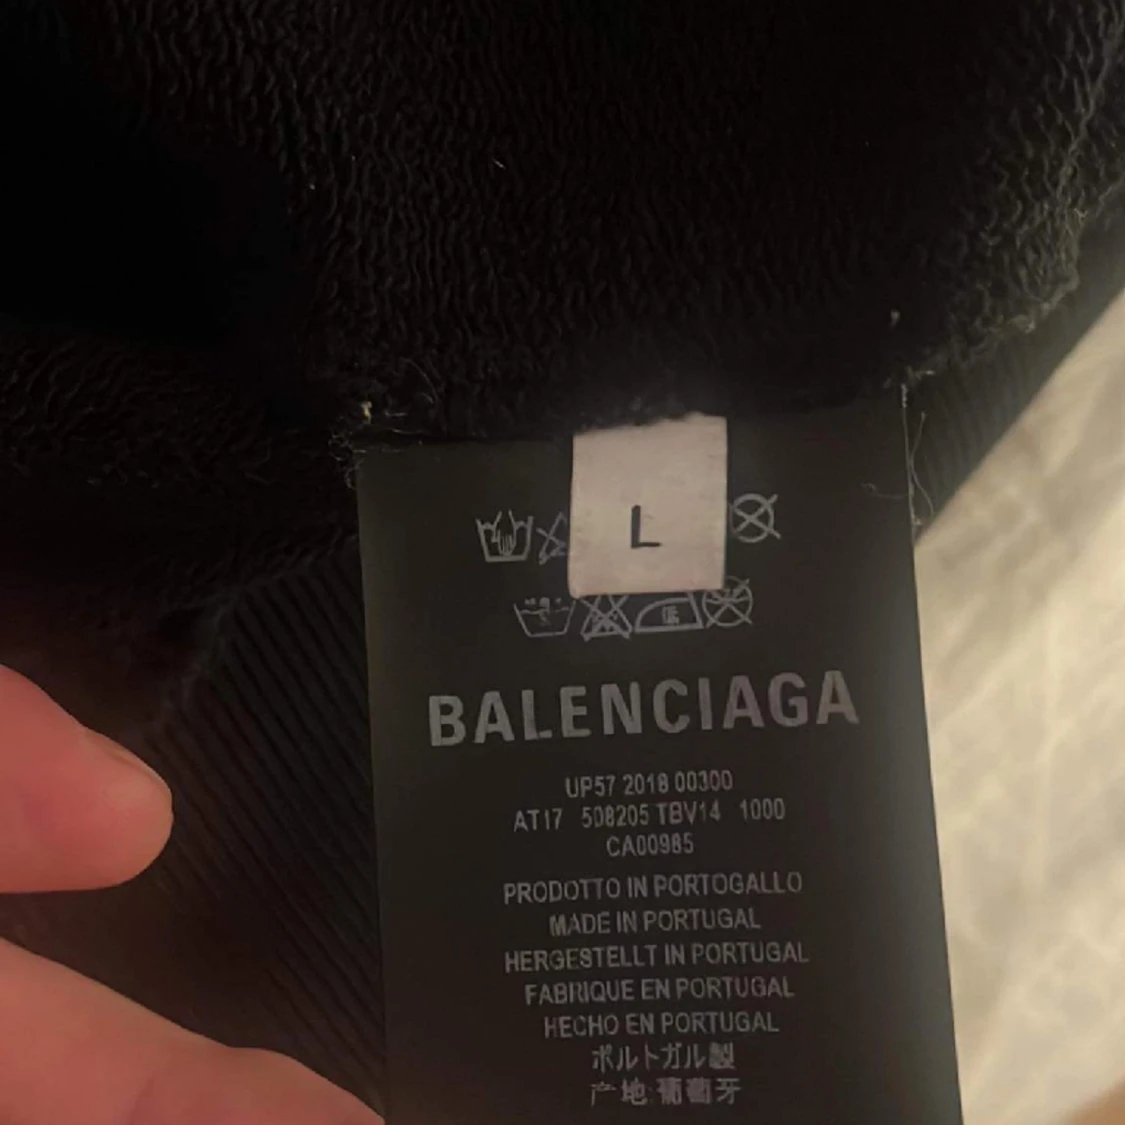 L
BALENCIAGA
UP57 2018 00300
AT17 508205 TBV14 1000
CA00985
PRODOTTO IN PORTOGALLO
MADE IN PORTUGAL
HERGESTELLT IN PORTUGAL
FABRIQUE EN PORTUGAL
HECHO EN PORTUGAL
ポルトガル製
产地 葡萄牙